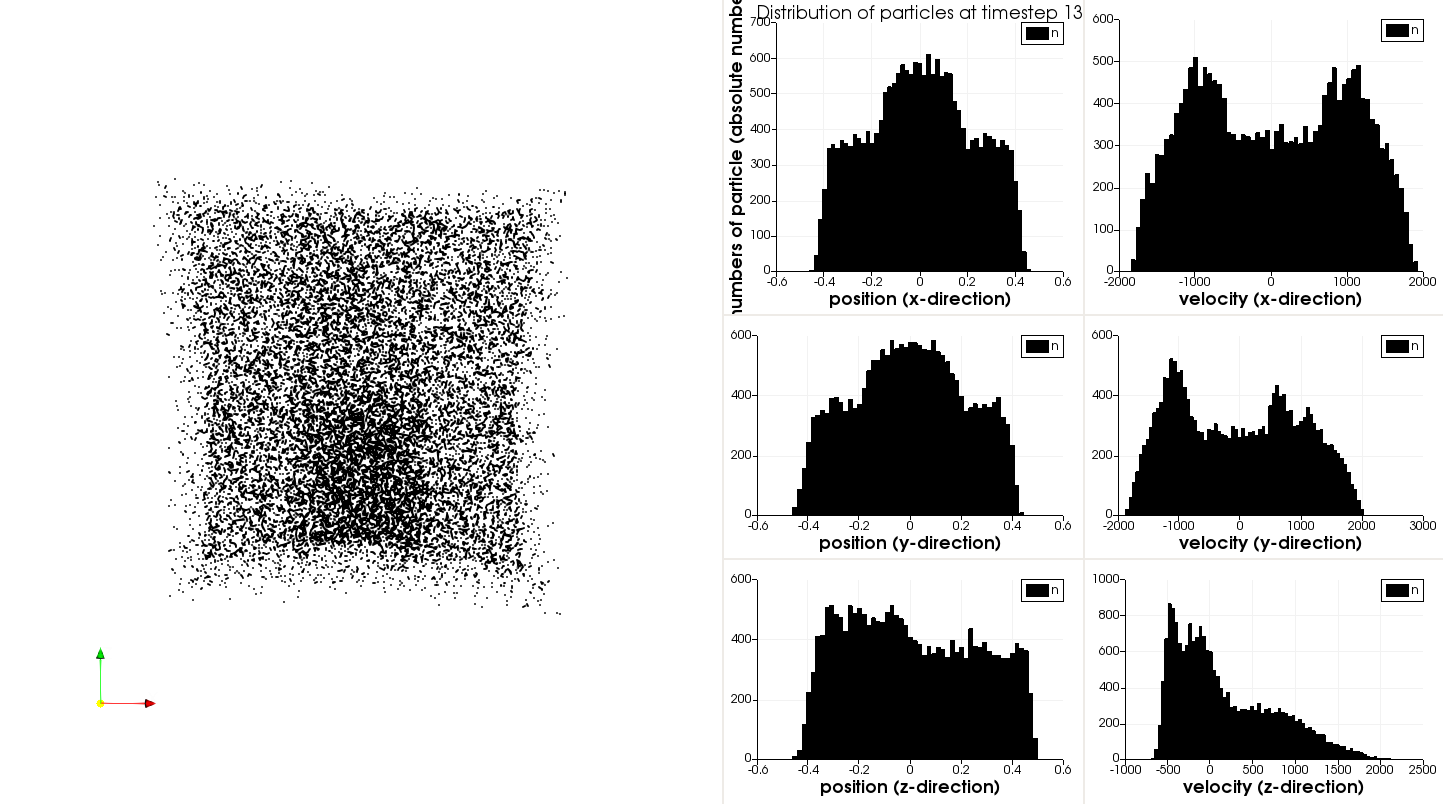 Distribution of particles at timestep 13
numbers of particle (absolute numbe
700
600
500
400
300
200
100
0
-0.6 -0.4 -0.2 0 0.2 0.4 0.6
position (x-direction)
n
600
500
400
300
200
100
0
-2000 -1000 0 1000 2000
velocity (x-direction)
n
600
400
200
0
-0.6 -0.4 -0.2 0 0.2 0.4 0.6
position (y-direction)
n
600
400
200
0
-2000 -1000 0 1000 2000 3000
velocity (y-direction)
n
600
400
200
0
-0.6 -0.4 -0.2 0 0.2 0.4 0.6
position (z-direction)
n
1000
800
600
400
200
0
-1000 -500 0 500 1000 1500 2000 2500
velocity (z-direction)
n